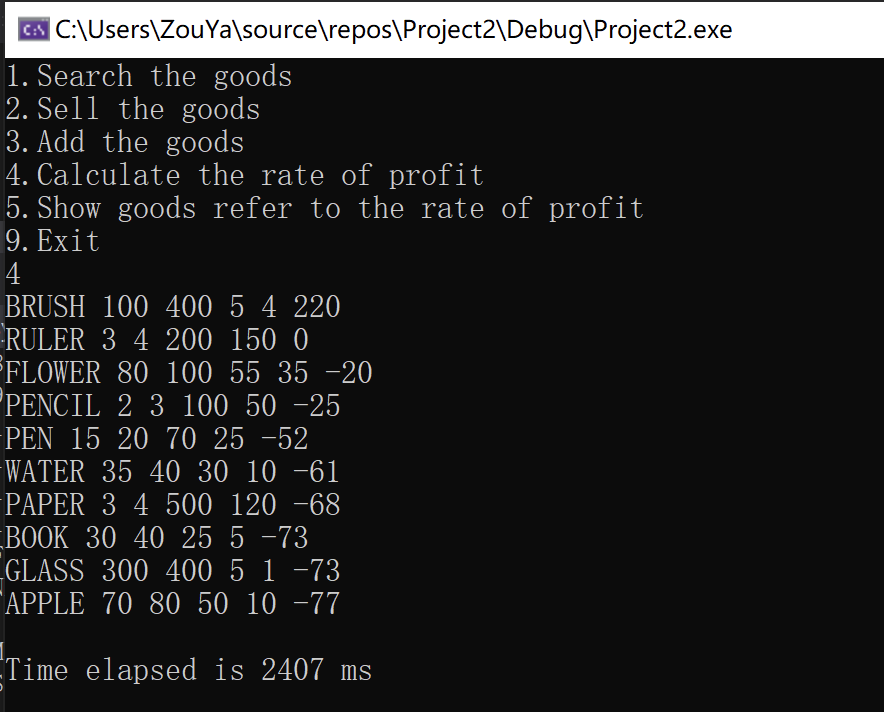 C:\Users\ZouYa\source\repos\Project2\Debug\Project2.exe
1.Search the goods
2.Sell the goods
3.Add the goods
4.Calculate the rate of profit
5.Show goods refer to the rate of profit
9.Exit
4
BRUSH 100 400 5 4 220
RULER 3 4 200 150 0
FLOWER 80 100 55 35 -20
PENCIL 2 3 100 50 -25
PEN 15 20 70 25 -52
WATER 35 40 30 10 -61
PAPER 3 4 500 120 -68
BOOK 30 40 25 5 -73
GLASS 300 400 5 1 -73
APPLE 70 80 50 10 -77
Time elapsed is 2407 ms